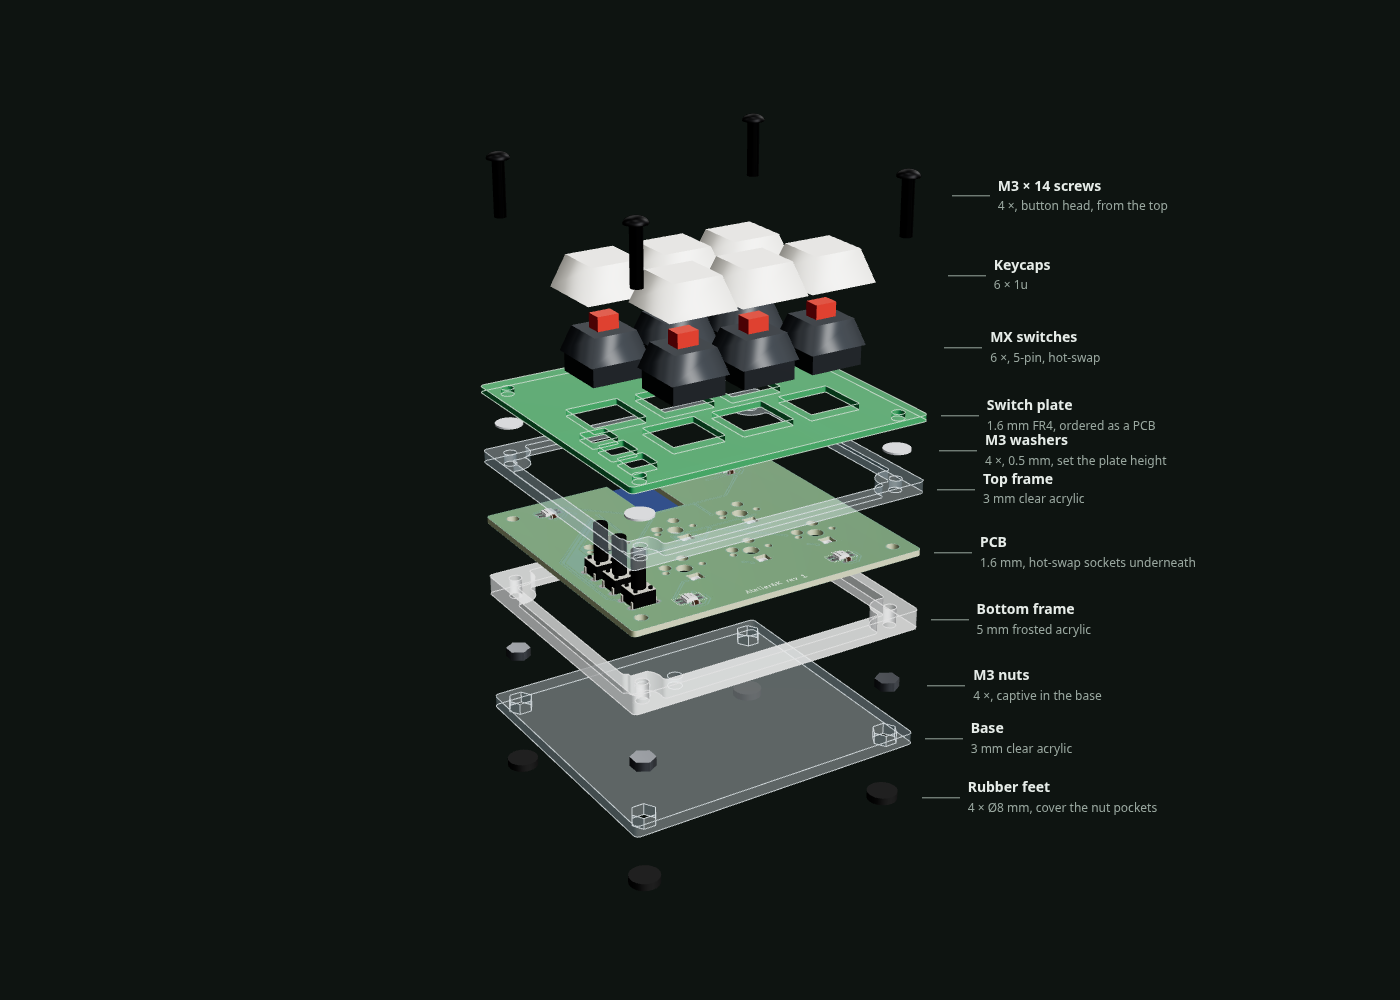 M3 × 14 screws
4 ×, button head, from the top
Keycaps
6 × 1u
MX switches
6 ×, 5-pin, hot-swap
Switch plate
1.6 mm FR4, ordered as a PCB
M3 washers
4 ×, 0.5 mm, set the plate height
Top frame
3 mm clear acrylic
PCB
1.6 mm, hot-swap sockets underneath
Bottom frame
5 mm frosted acrylic
M3 nuts
4 ×, captive in the base
Base
3 mm clear acrylic
Rubber feet
4 × Ø8 mm, cover the nut pockets